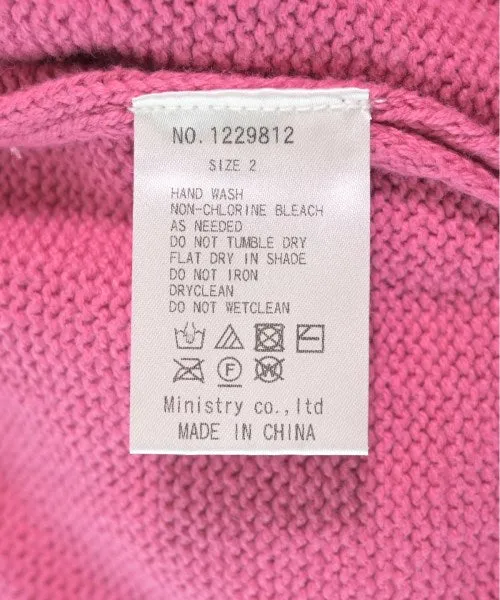 NO. 1229812
SIZE 2
HAND WASH
NON-CHLORINE BLEACH
AS NEEDED
DO NOT TUMBLE DRY
FLAT DRY IN SHADE
DO NOT IRON
DRYCLEAN
DO NOT WETCLEAN
F W
Ministry co.,ltd
MADE IN CHINA